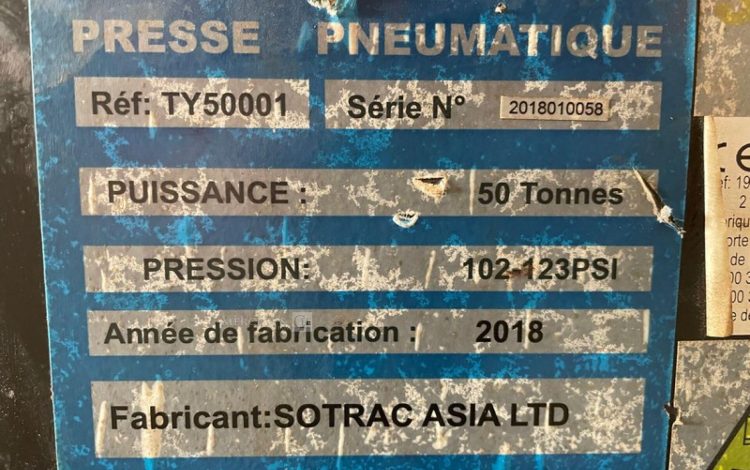 PRESSE PNEUMATIQUE
Réf: TY50001 Série N° 2018010058
PUISSANCE : 50 Tonnes
PRESSION: 102-123PSI
Année de fabrication : 2018
Fabricant:SOTRAC ASIA LTD